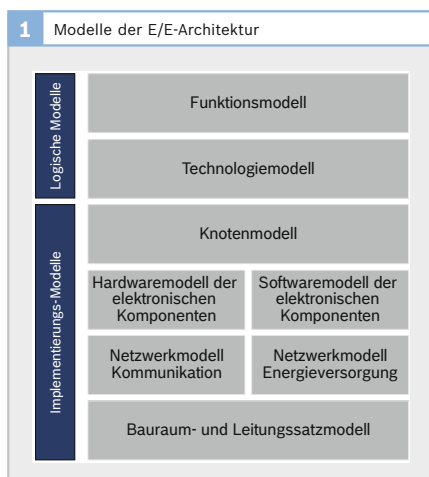 1 Modelle der E/E-Architektur
Logische Modelle
Funktionsmodell
Technologiemodell
Implementierungs-Modelle
Knotenmodell
Hardwaremodell der
elektronischen
Komponenten
Softwaremodell der
elektronischen
Komponenten
Netzwerkmodell
Kommunikation
Netzwerkmodell
Energieversorgung
Bauraum- und Leitungssatzmodell